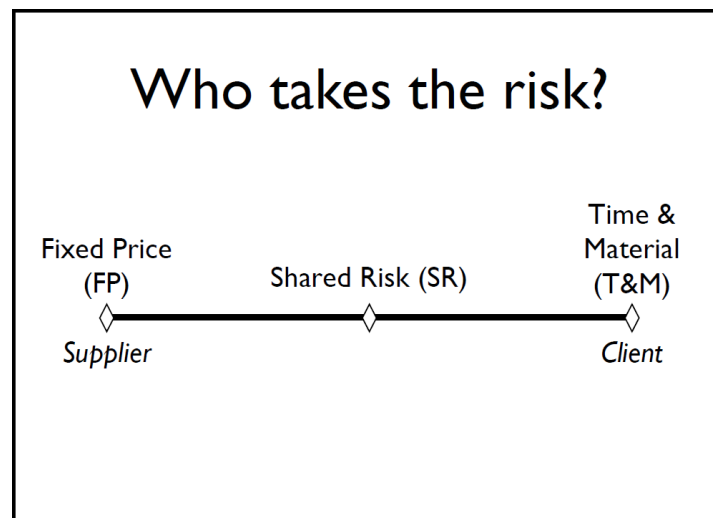 Who takes the risk?
Time &
Material
(T&M)
Fixed Price
(FP)
Shared Risk (SR)
Supplier
Client